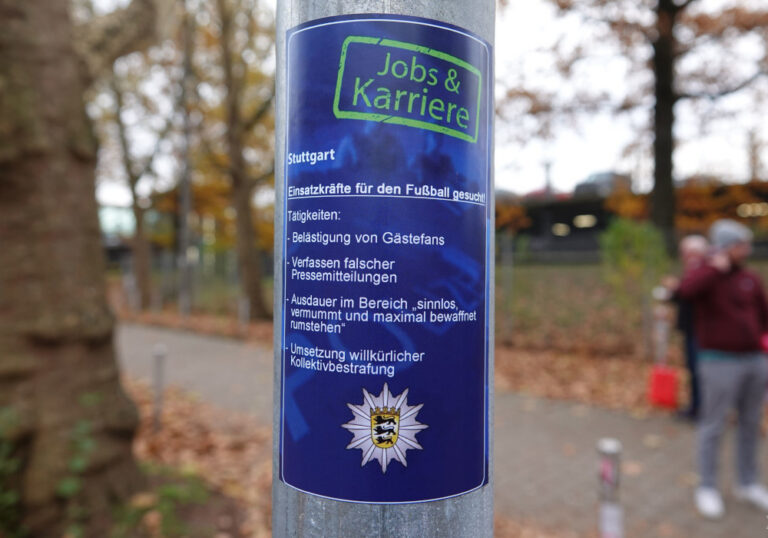 Jobs &
Karriere
Stuttgart
Einsatzkräfte für den Fußball gesucht!
Tätigkeiten:
- Belästigung von Gästefans
- Verfassen falscher
Pressemitteilungen
- Ausdauer im Bereich „sinnlos,
vermummt und maximal bewaffnet
rumstehen“
- Umsetzung willkürlicher
Kollektivbestrafung